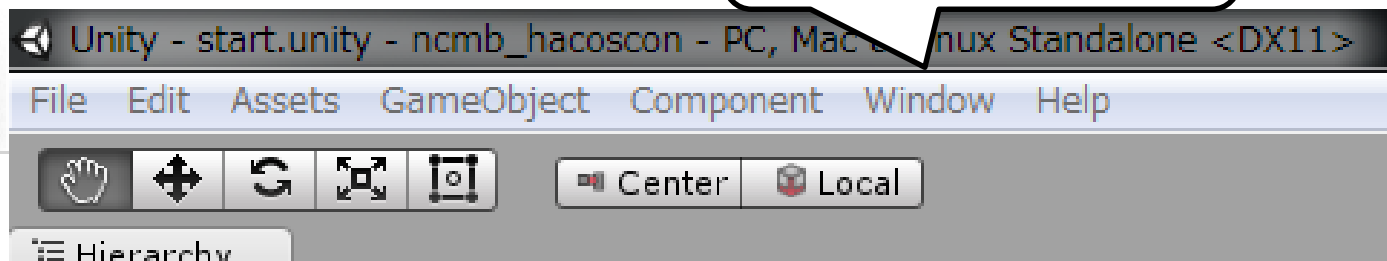 Unity - start.unity - ncmb_hacoscon - PC, Mac nux Standalone <DX11>
File Edit Assets GameObject Component Window Help
Center Local
Hierarchy